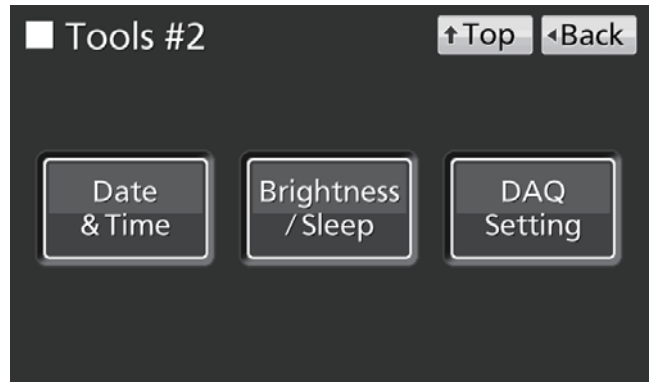 Tools #2
↑Top
◂Back
Date
& Time
Brightness
/ Sleep
DAQ
Setting